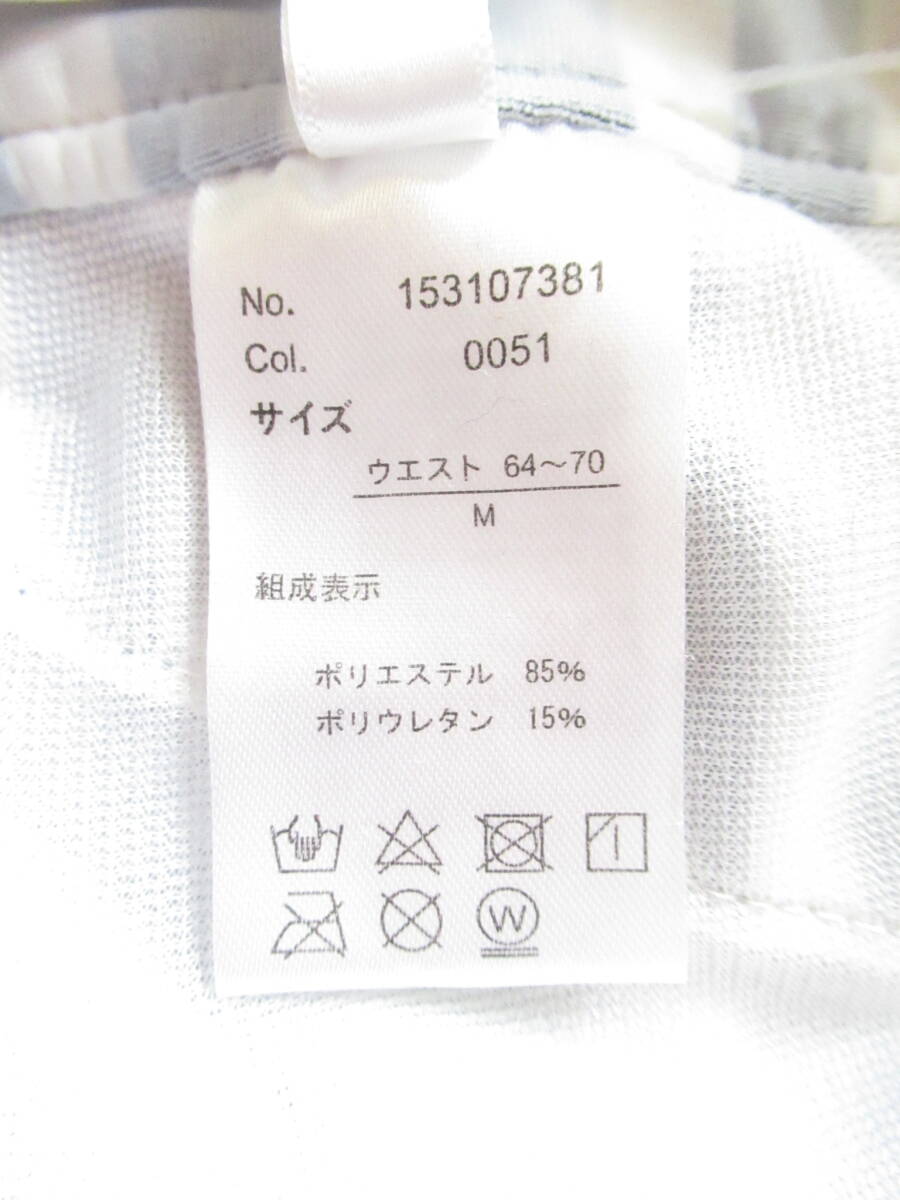 No. 153107381
Col. 0051
サイズ
ウエスト 64～70
M
組成表示
ポリエステル 85%
ポリウレタン 15%
W